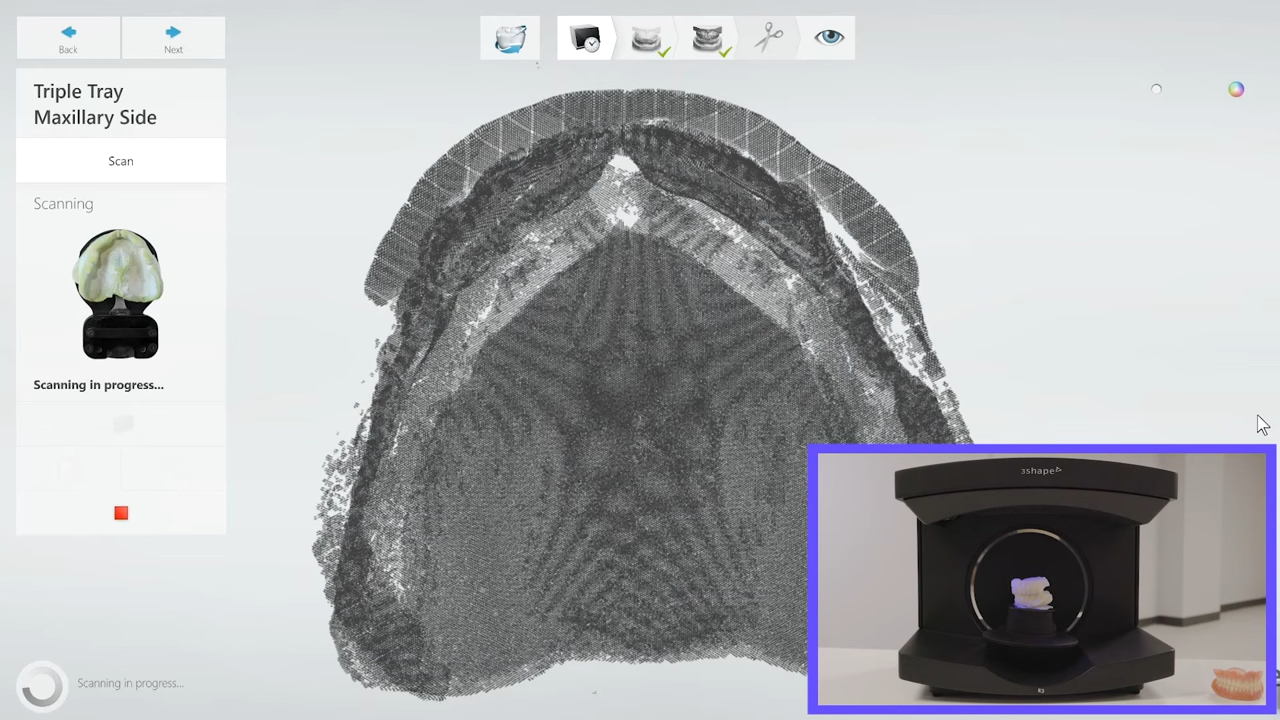 Back
Next
Triple Tray
Maxillary Side
Scan
Scanning
Scanning in progress...
Scanning in progress...
3shape